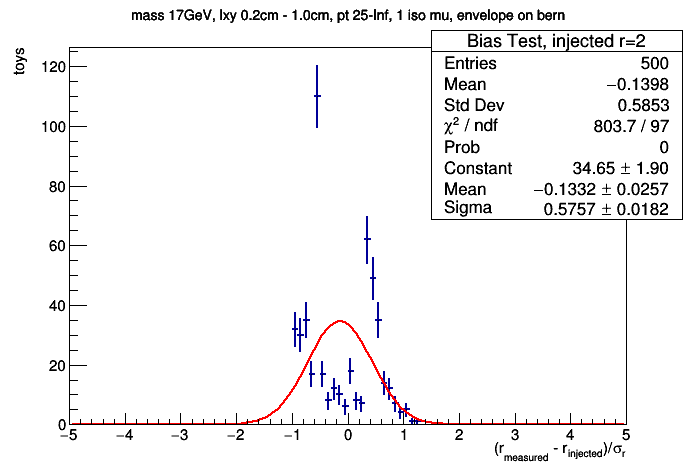 mass 17GeV, lxy 0.2cm - 1.0cm, pt 25-Inf, 1 iso mu, envelope on bern
Bias Test, injected r=2
Entries 500
Mean −0.1398
Std Dev 0.5853
χ² / ndf 803.7 / 97
Prob 0
Constant 34.65 ± 1.90
Mean −0.1332 ± 0.0257
Sigma 0.5757 ± 0.0182
toys
120
100
80
60
40
20
0
−5 −4 −3 −2 −1 0 1 2 3 4 5
(r_measured - r_injected)/σ_r